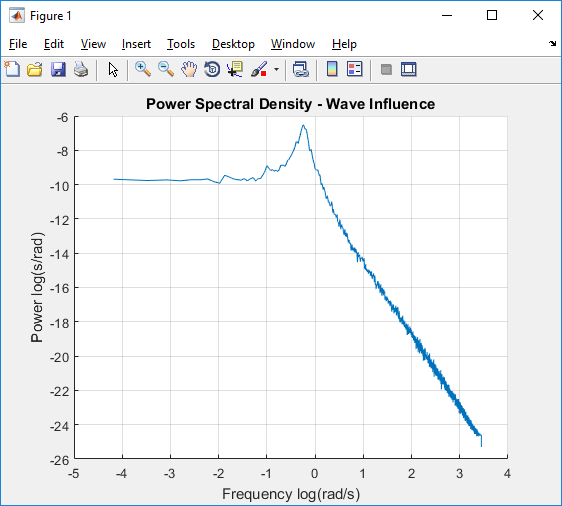 Figure 1
File Edit View Insert Tools Desktop Window Help
Power Spectral Density - Wave Influence
-6
-8
-10
-12
-14
-16
-18
-20
-22
-24
-26
Power log(s/rad)
-5 -4 -3 -2 -1 0 1 2 3 4
Frequency log(rad/s)